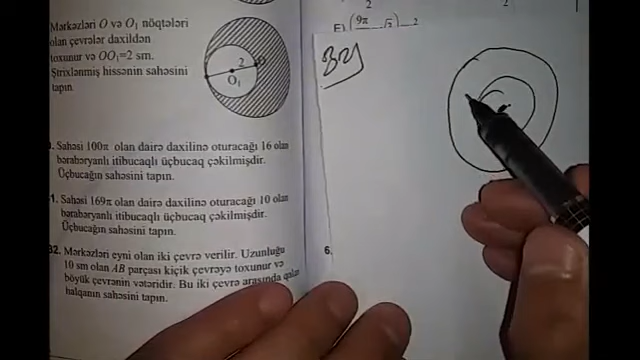 Mərkəzləri O və O₁ nöqtələri
olan çevrələr daxildən
toxunur və OO₁=2 sm.
Ştrixlənmiş hissənin sahəsini
tapın.
2
O
O₁
0. Sahəsi 100π olan dairə daxilinə oturacağı 16 olan
bərabəryanlı itibucaqlı üçbucaq çəkilmişdir.
Üçbucağın sahəsini tapın.
1. Sahəsi 169π olan dairə daxilinə oturacağı 10 olan
bərabəryanlı itibucaqlı üçbucaq çəkilmişdir.
Üçbucağın sahəsini tapın.
32. Mərkəzləri eyni olan iki çevrə verilir. Uzunluğu
10 sm olan AB parçası kiçik çevrəyə toxunur və
böyük çevrənin vətəridir. Bu iki çevrə arasında qalan
halqanın sahəsini tapın.
2
2
E) (9π
6.